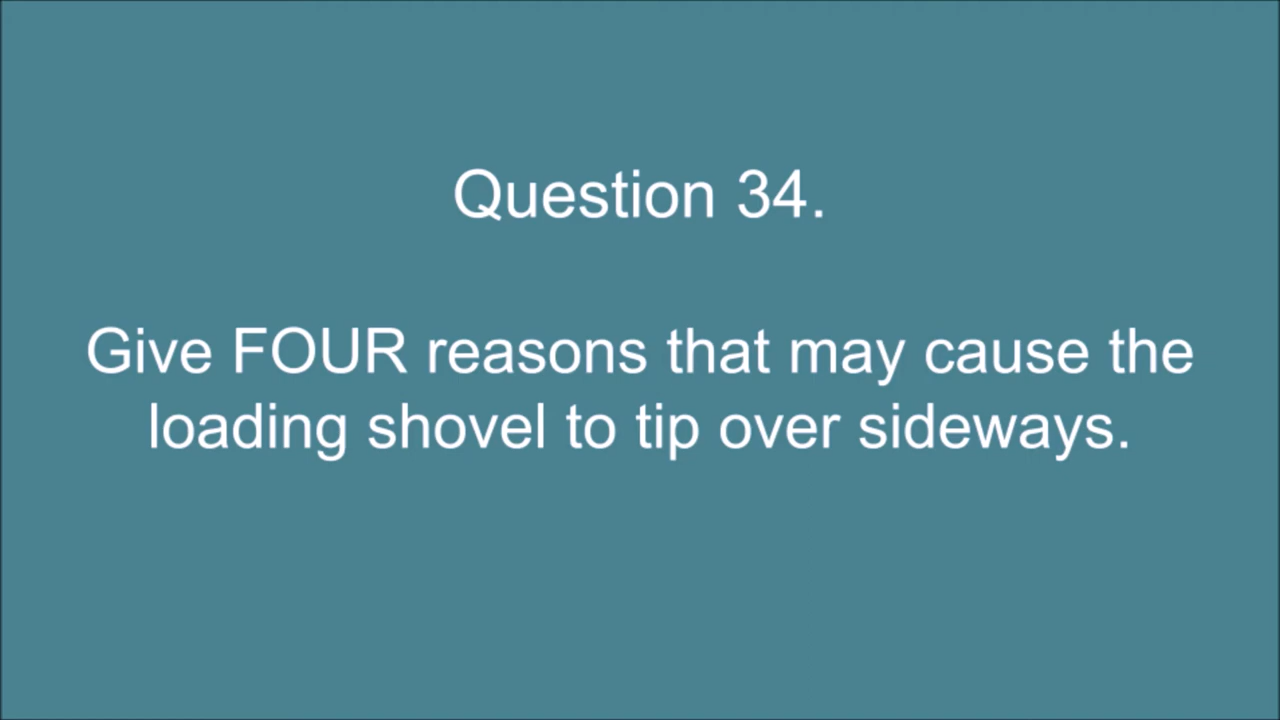 Question 34.
Give FOUR reasons that may cause the
loading shovel to tip over sideways.